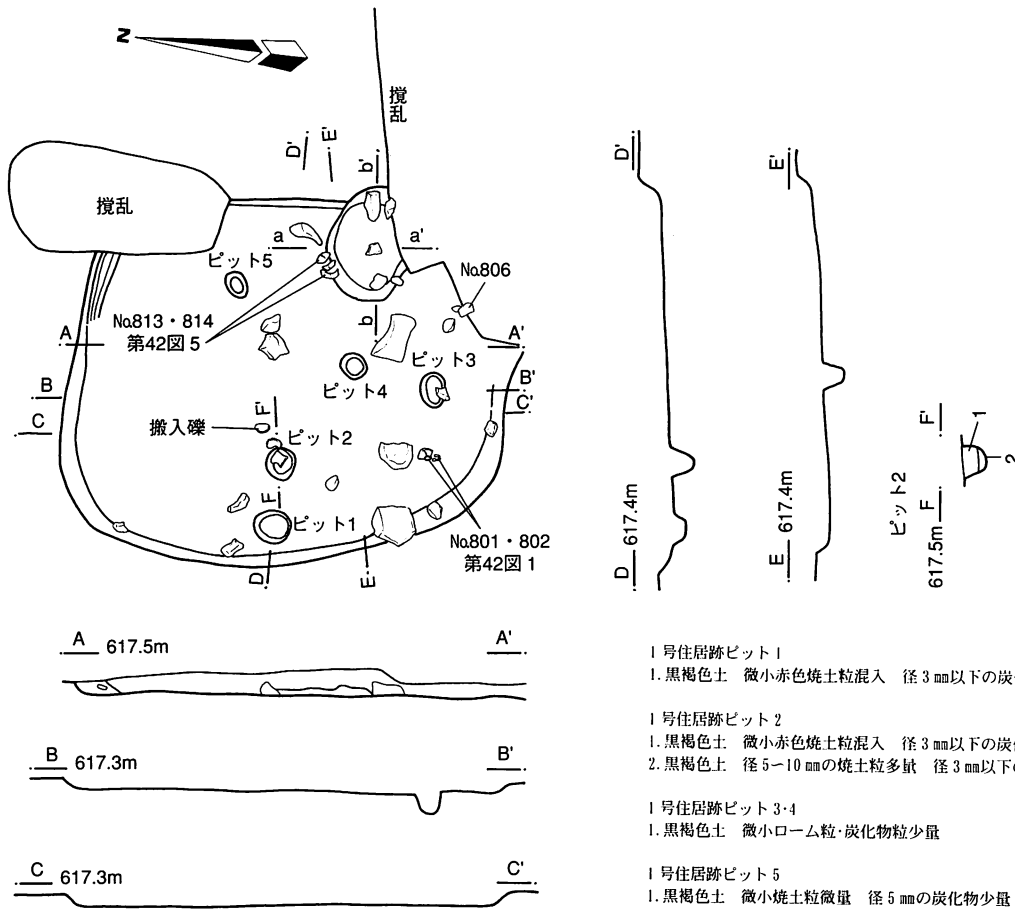 Z
攪乱
攪乱
D'
E'
b'
a
a'
ピット5
No.806
No.813・814
第42図5
b
A
A'
ピット3
B
B'
ピット4
C
C'
F'
搬入礫
ピット2
F
ピット1
No.801・802
第42図1
D
E
D'
D 617.4m
E'
E 617.4m
F'
1
2
ピット2
617.5m F
A 617.5m
A'
B 617.3m
B'
C 617.3m
C'
1号住居跡ピット1
1.黒褐色土 微小赤色焼土粒混入 径3㎜以下の炭
1号住居跡ピット2
1.黒褐色土 微小赤色焼土粒混入 径3㎜以下の炭
2.黒褐色土 径5〜10㎜の焼土粒多量 径3㎜以下の
1号住居跡ピット3・4
1.黒褐色土 微小ローム粒・炭化物粒少量
1号住居跡ピット5
1.黒褐色土 微小焼土粒微量 径5㎜の炭化物少量